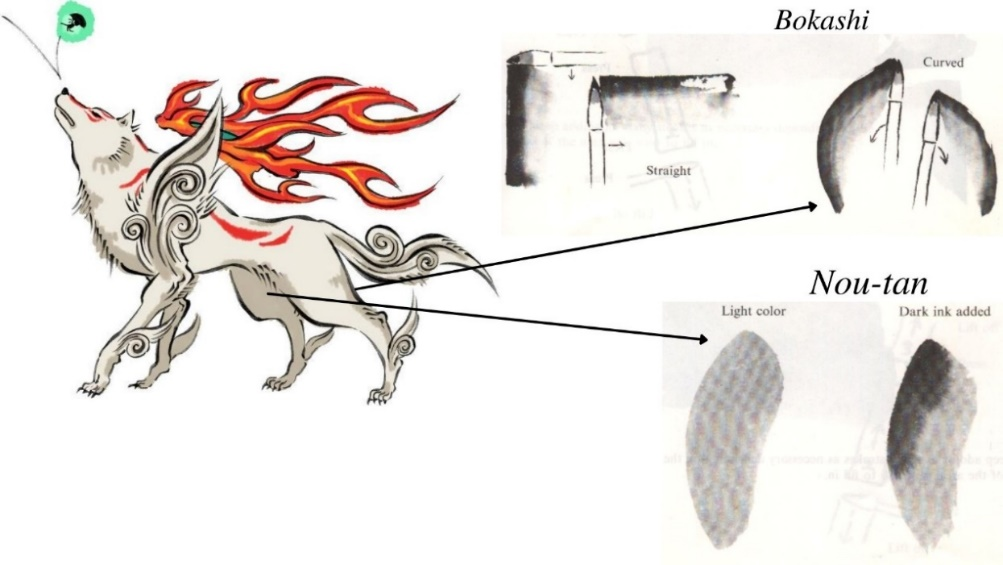 Bokashi
Curved
Straight
Nou-tan
Light color
Dark ink added